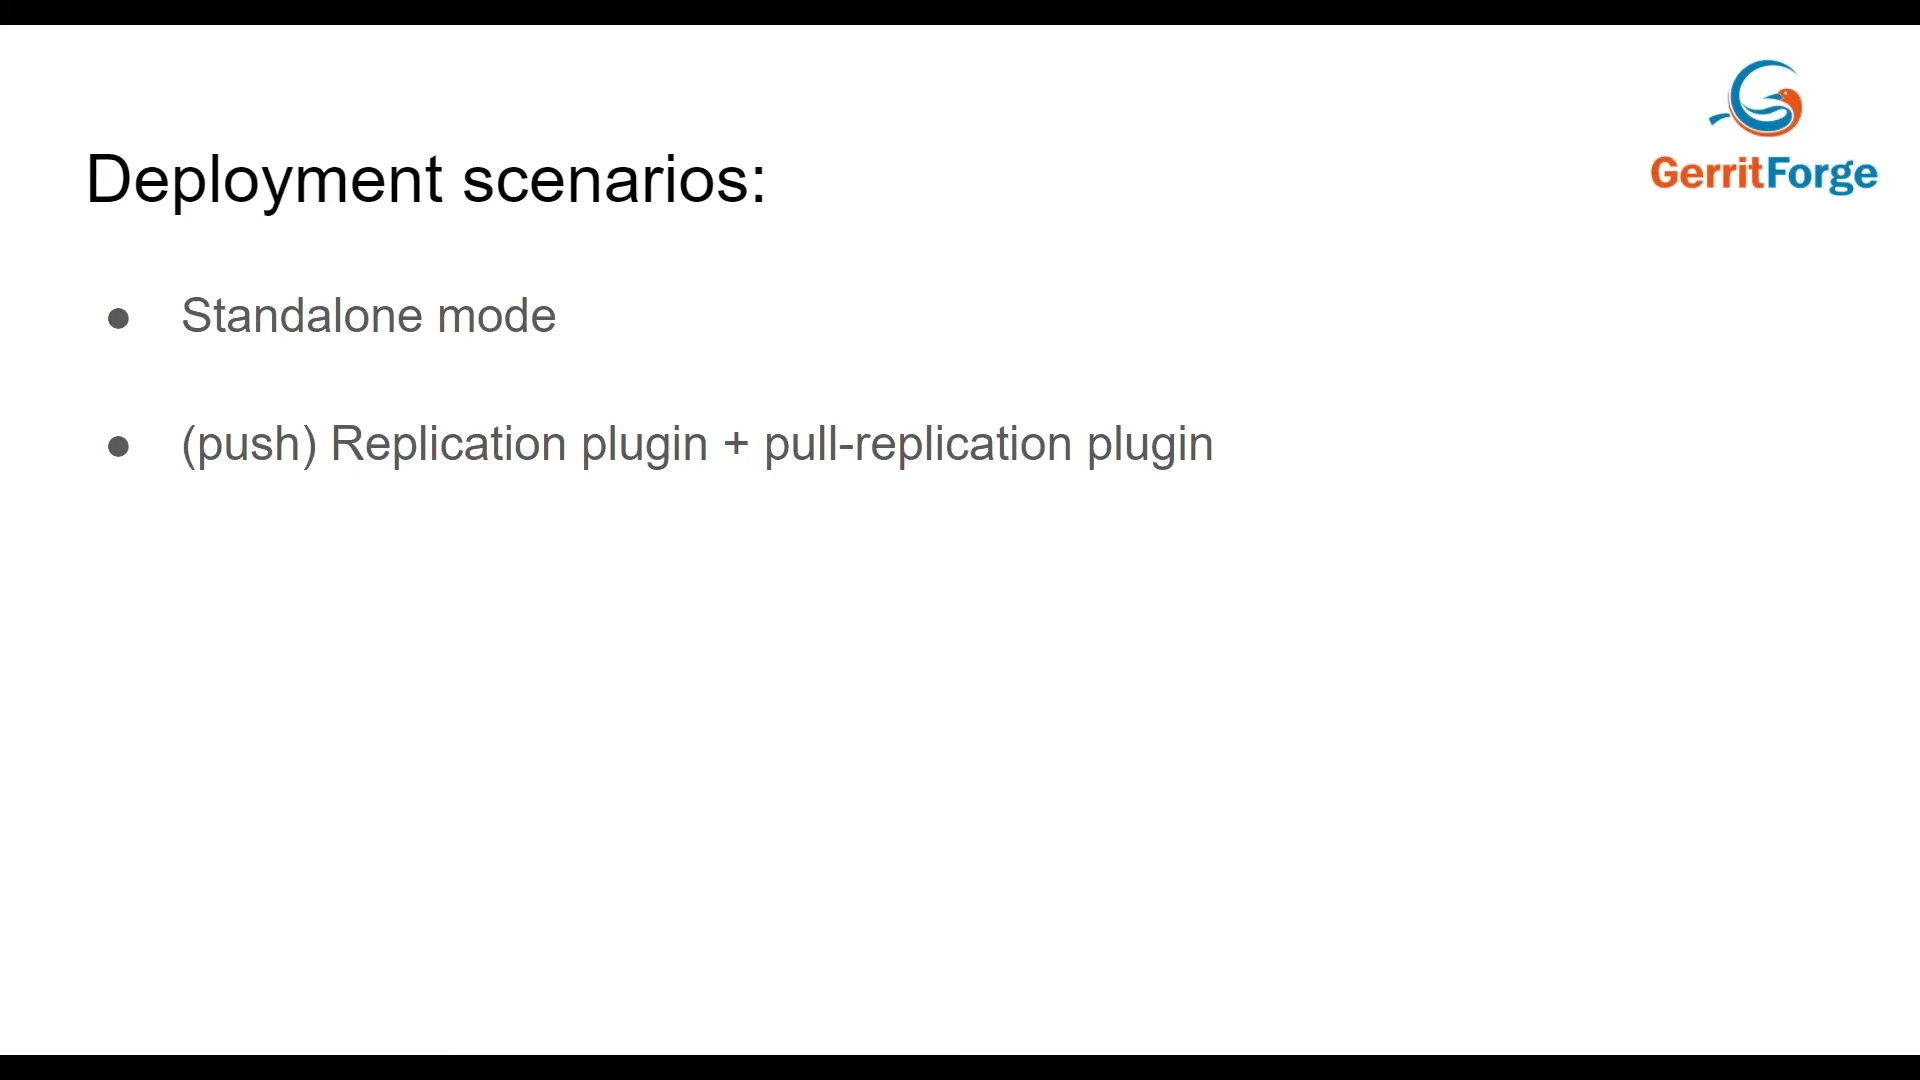 GerritForge
Deployment scenarios:
● Standalone mode
● (push) Replication plugin + pull-replication plugin